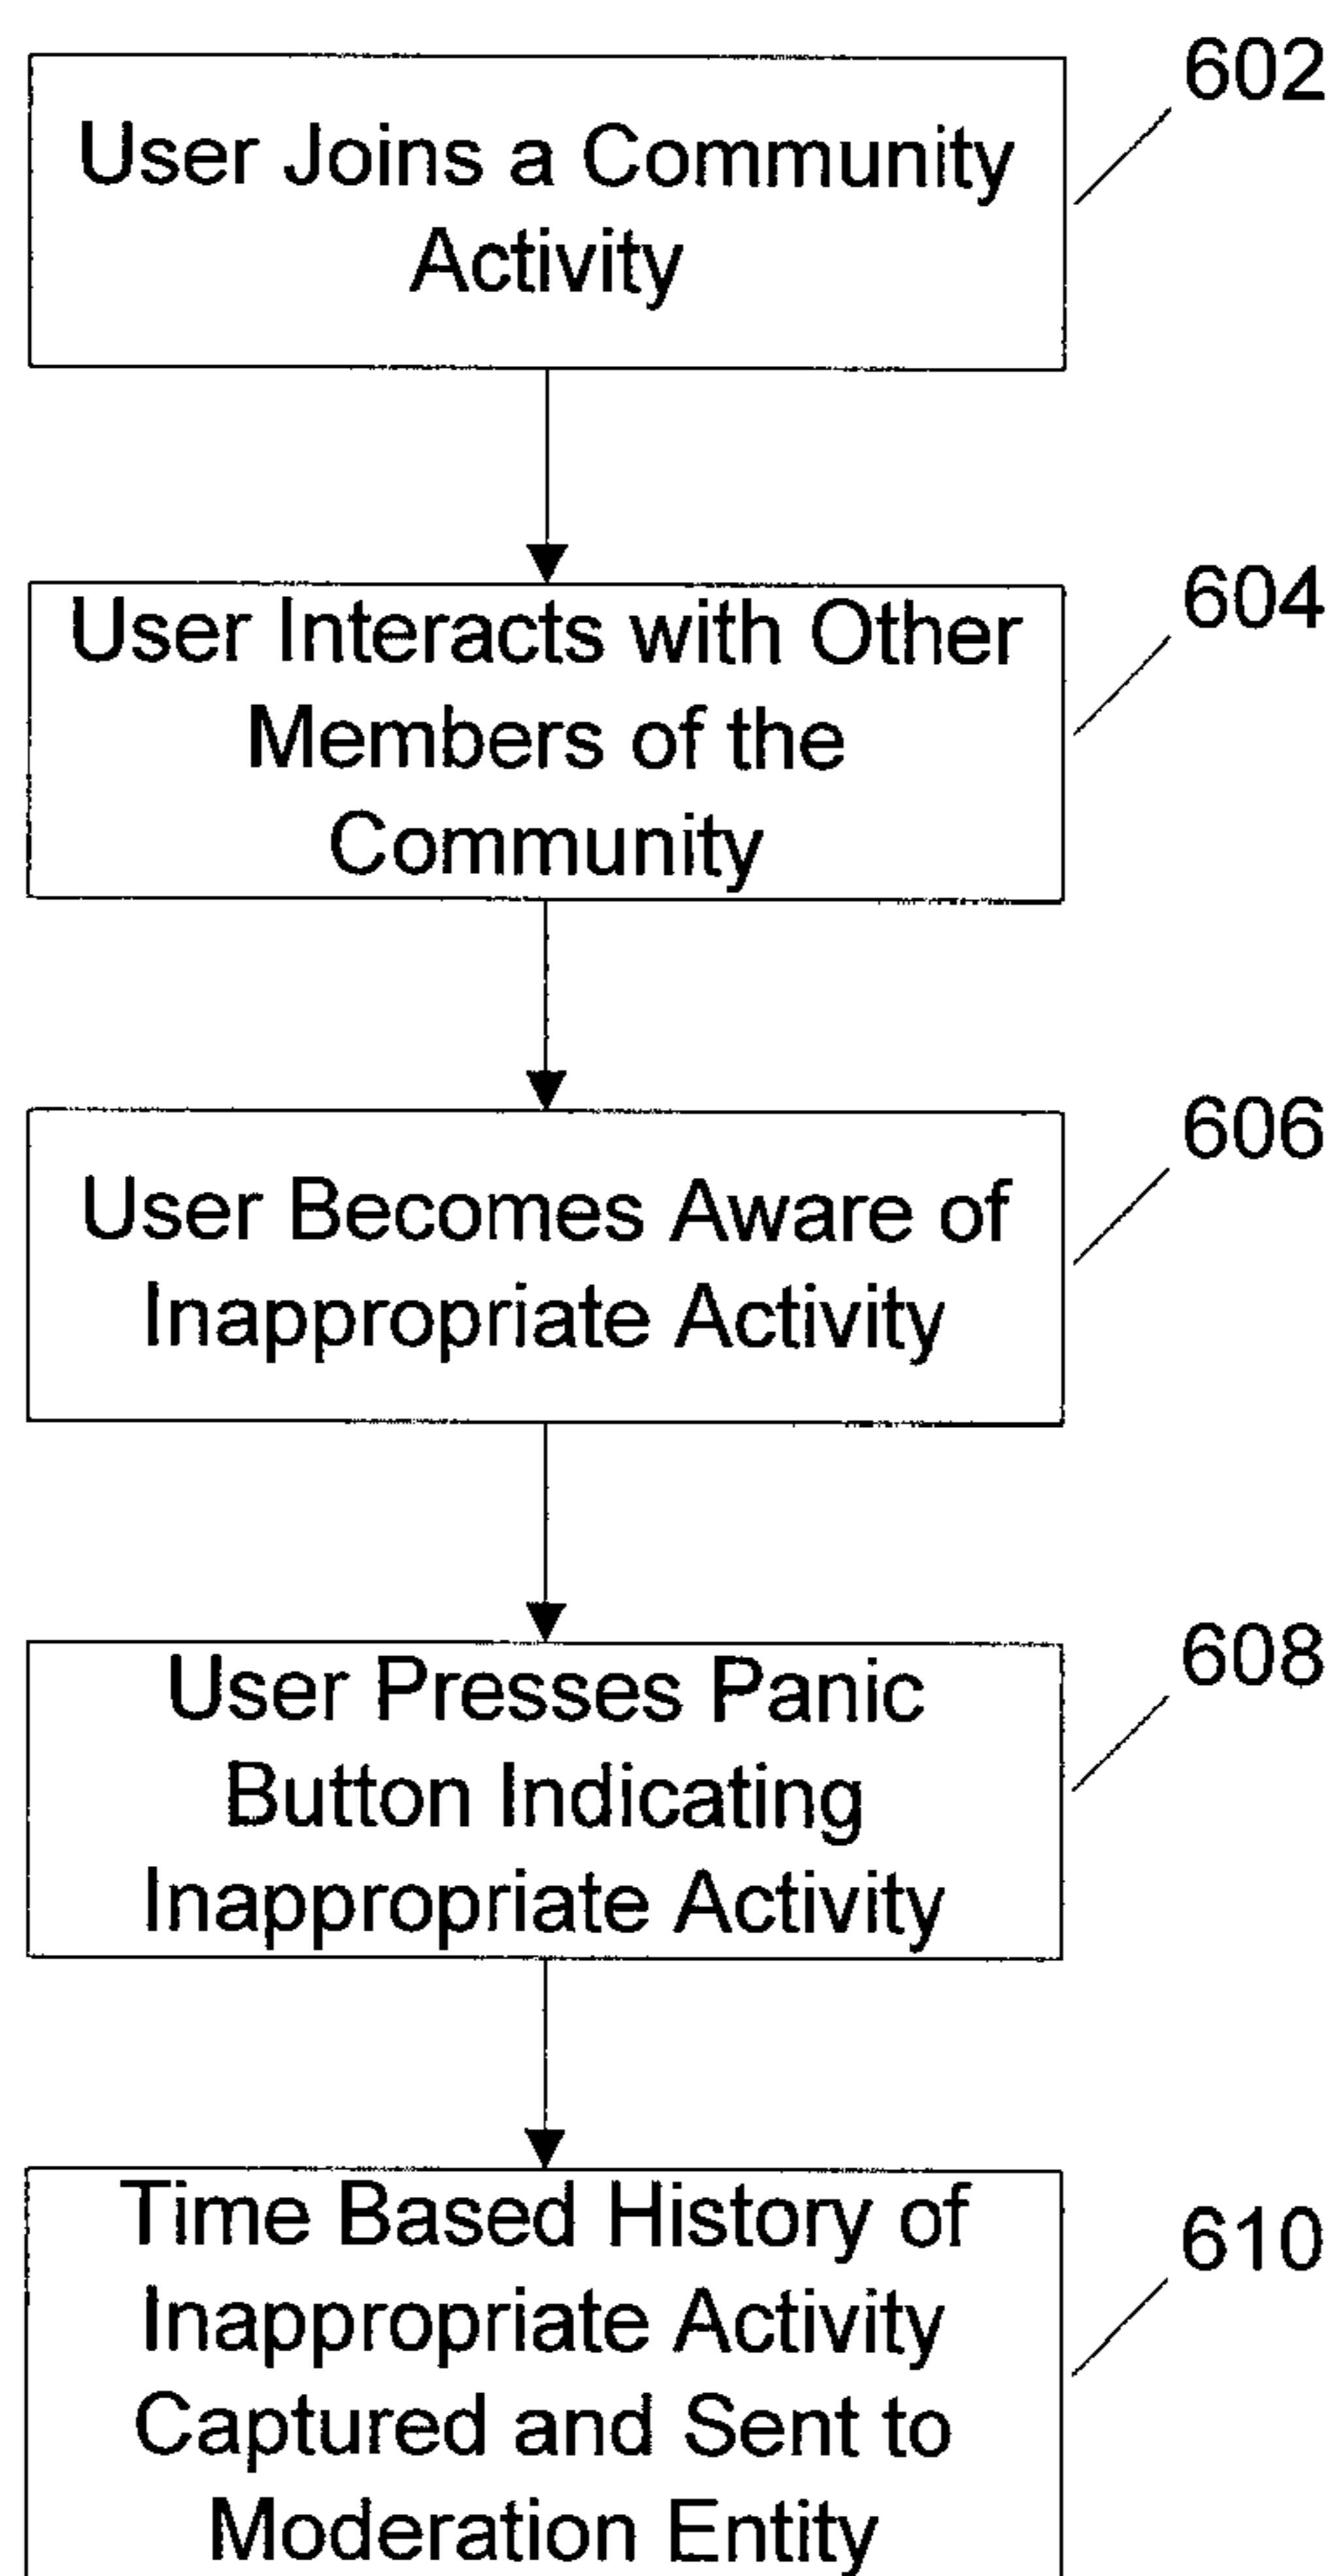 602
User Joins a Community
Activity
604
User Interacts with Other
Members of the
Community
606
User Becomes Aware of
Inappropriate Activity
608
User Presses Panic
Button Indicating
Inappropriate Activity
610
Time Based History of
Inappropriate Activity
Captured and Sent to
Moderation Entity